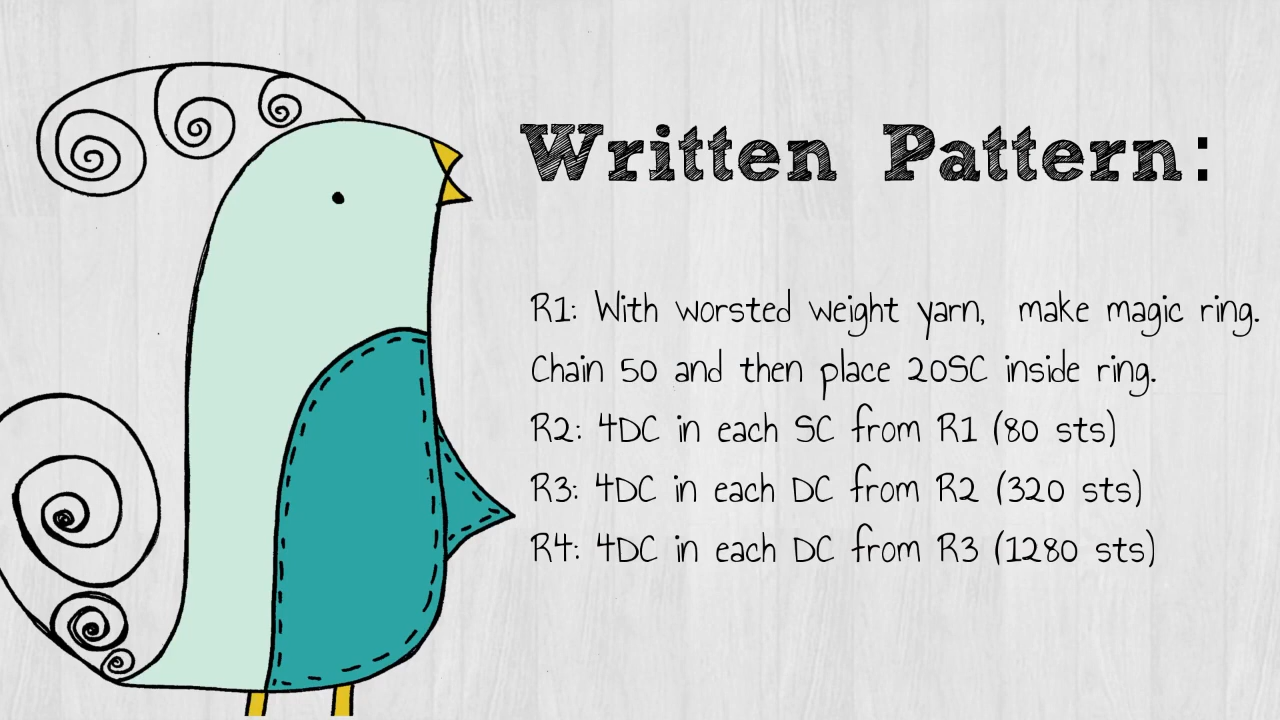 Written Pattern:
R1: With worsted weight yarn, make magic ring.
Chain 50 and then place 20SC inside ring.
R2: 4DC in each SC from R1 (80 sts)
R3: 4DC in each DC from R2 (320 sts)
R4: 4DC in each DC from R3 (1280 sts)